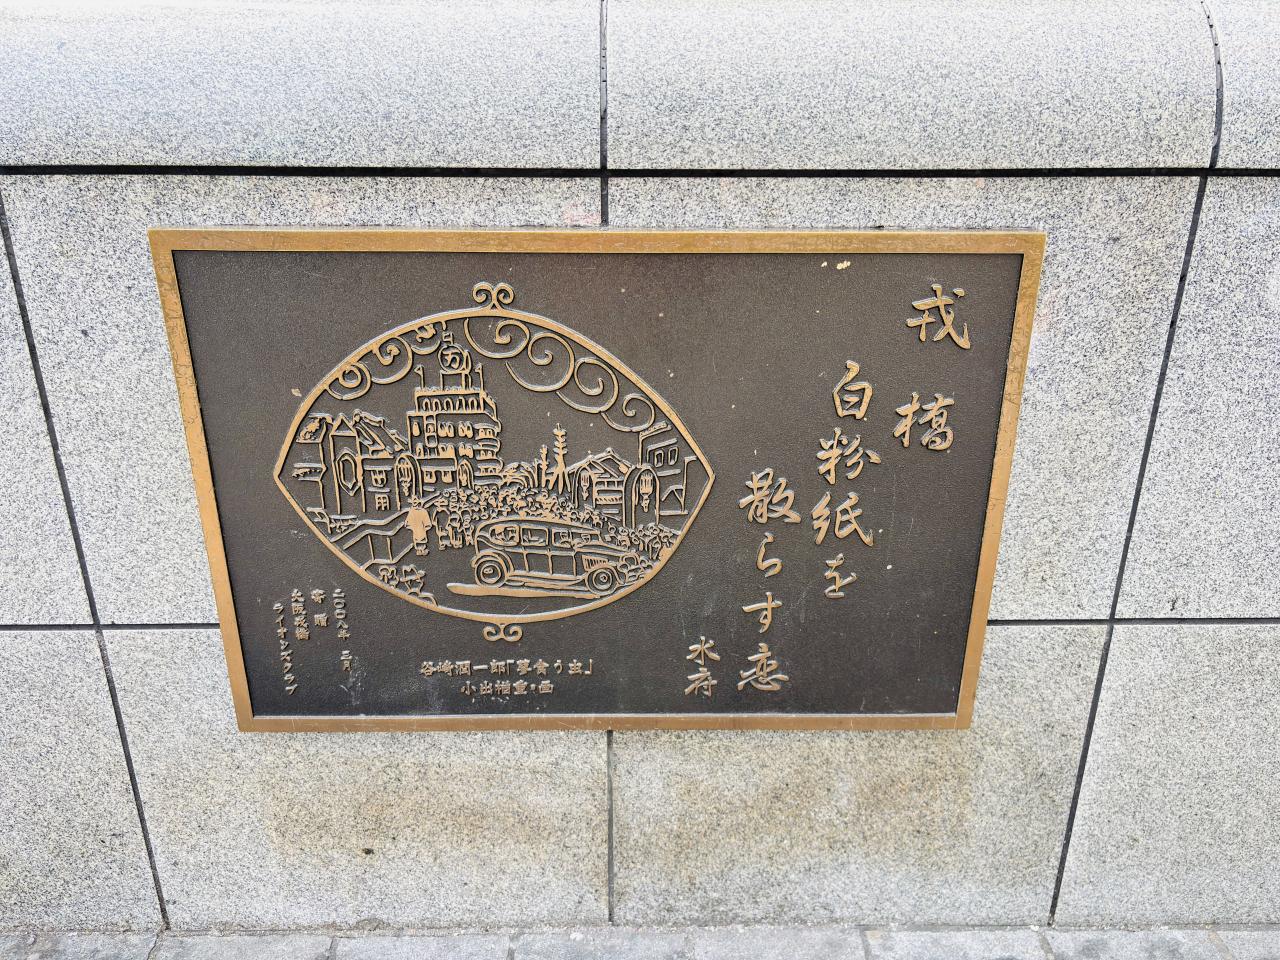 戎橋
白粉紙を
散らす恋
水府
谷崎潤一郎「蓼食う虫」
小出楢重・画
二〇〇八年 三月
寄贈
大阪戎橋
ライオンズクラブ